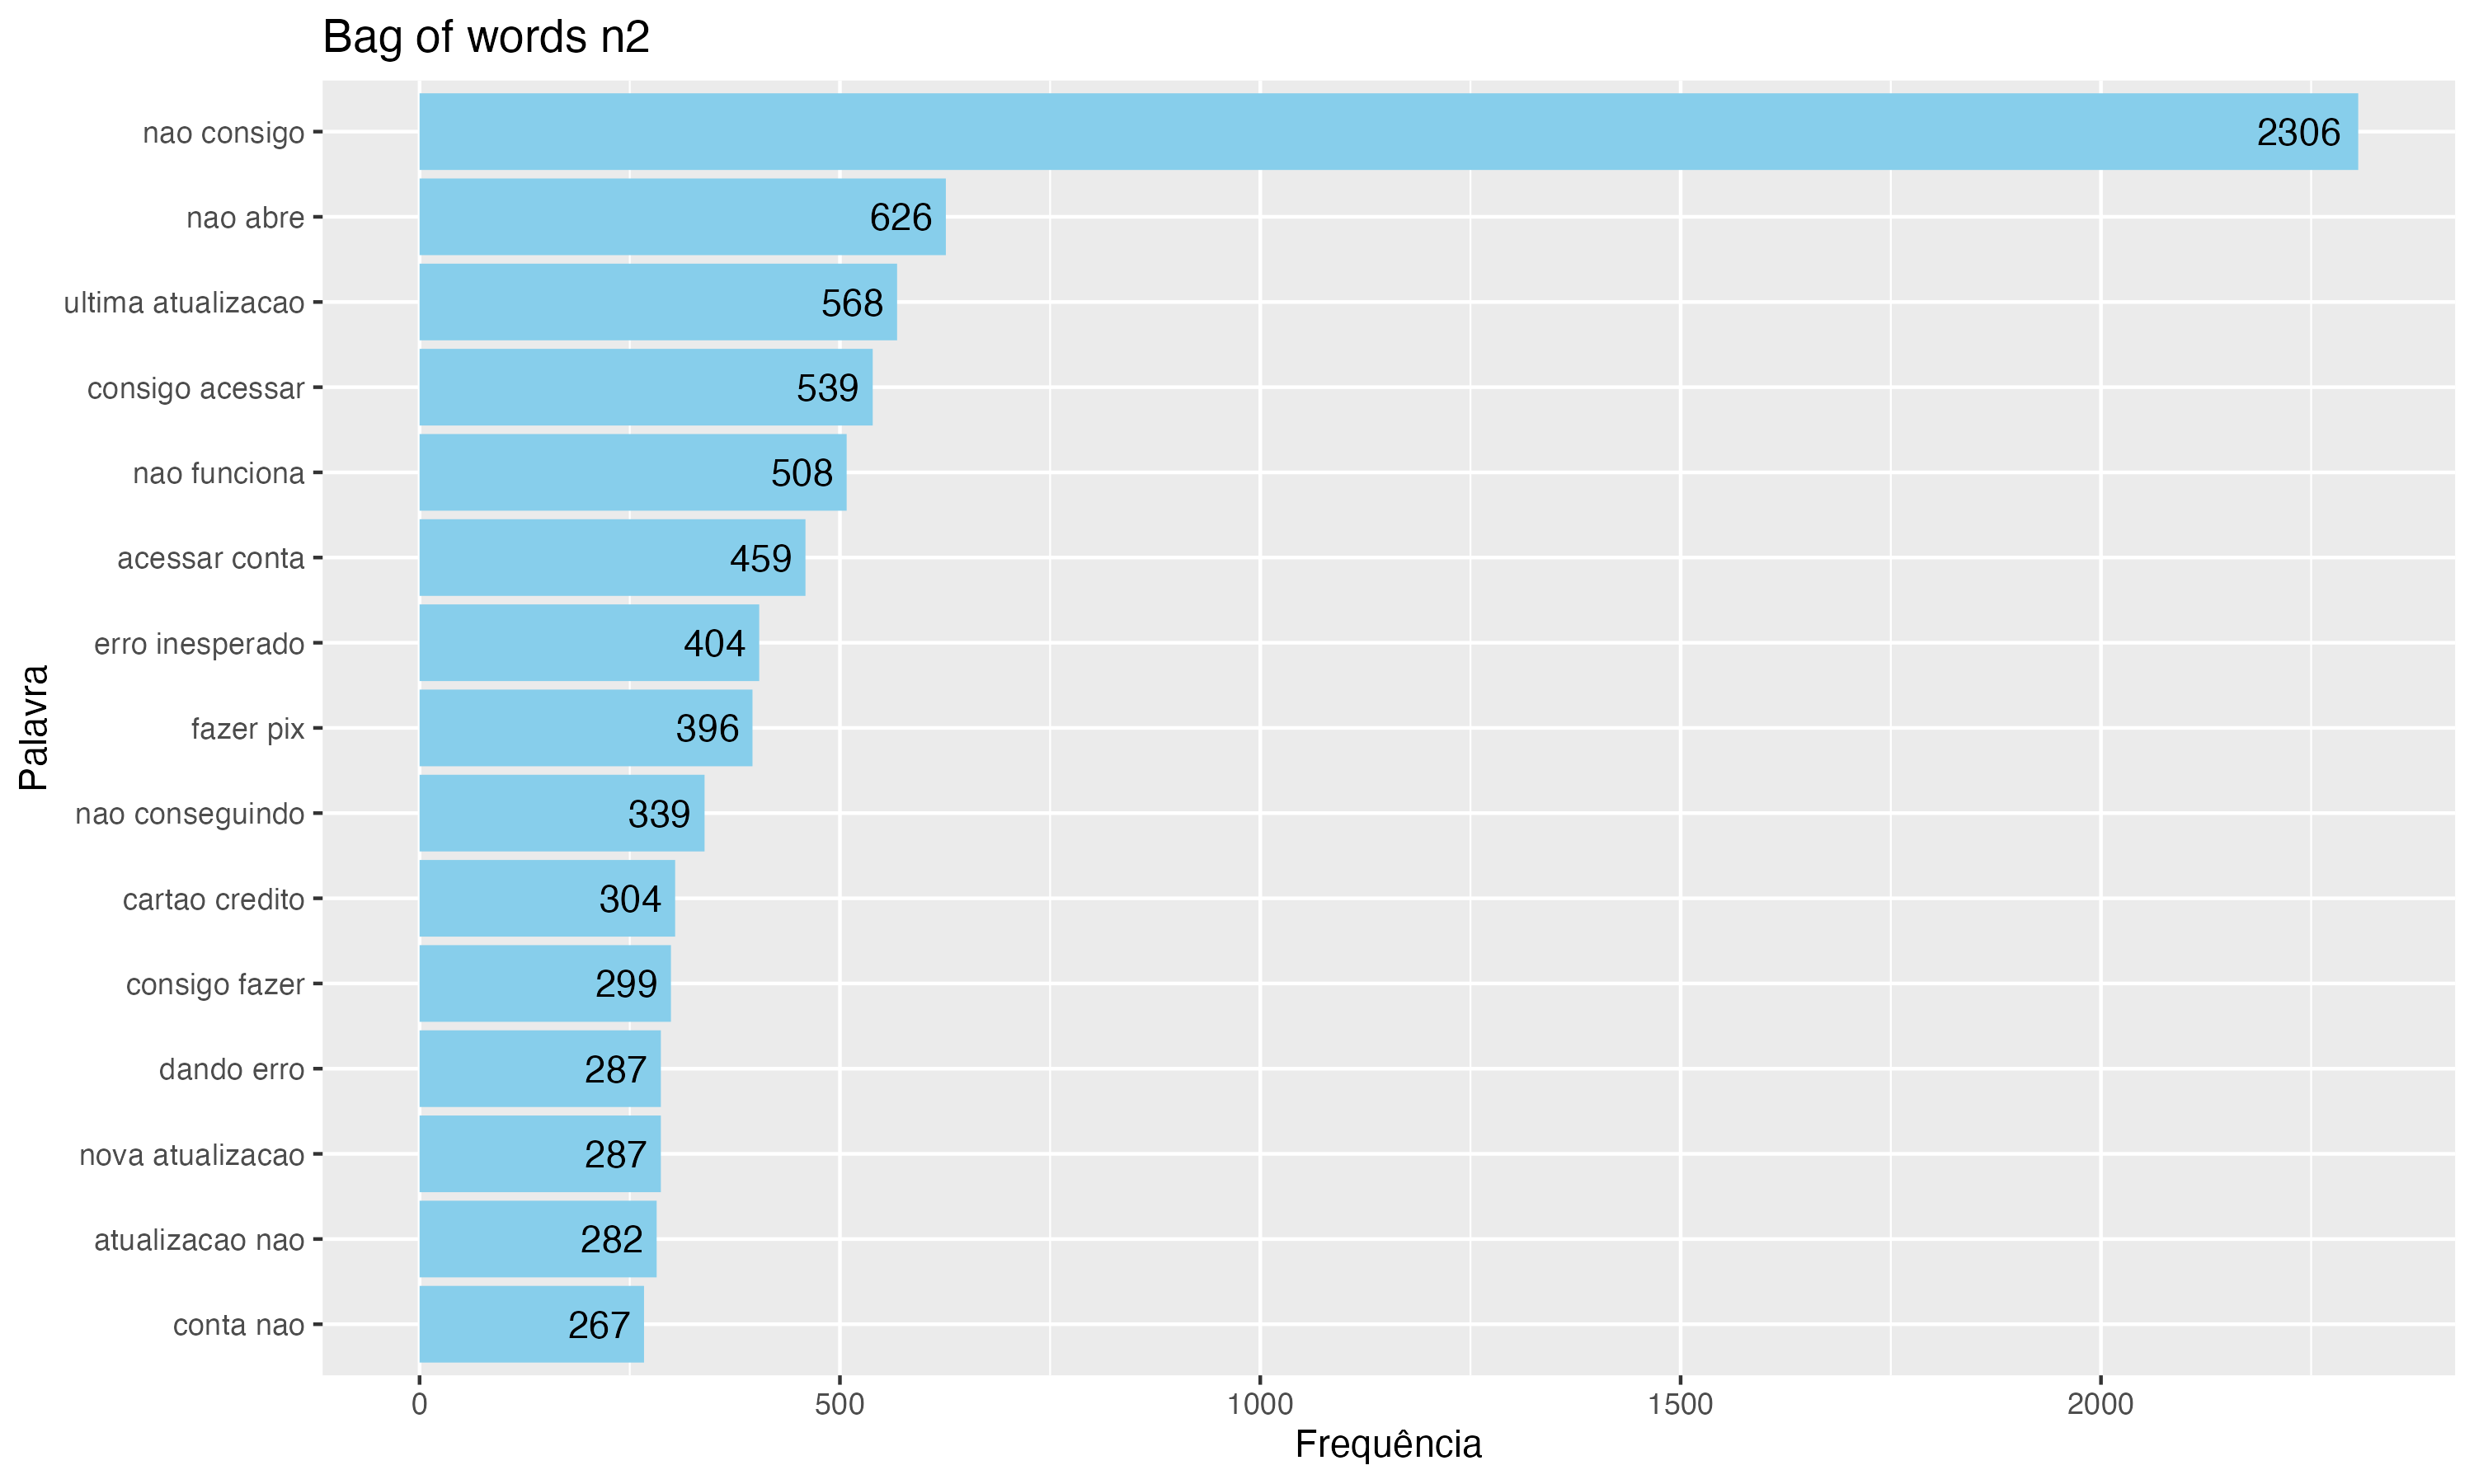 Bag of words n2
nao consigo 2306
nao abre 626
ultima atualizacao 568
consigo acessar 539
nao funciona 508
acessar conta 459
erro inesperado 404
fazer pix 396
nao conseguindo 339
cartao credito 304
consigo fazer 299
dando erro 287
nova atualizacao 287
atualizacao nao 282
conta nao 267
Palavra
0 500 1000 1500 2000
Frequência